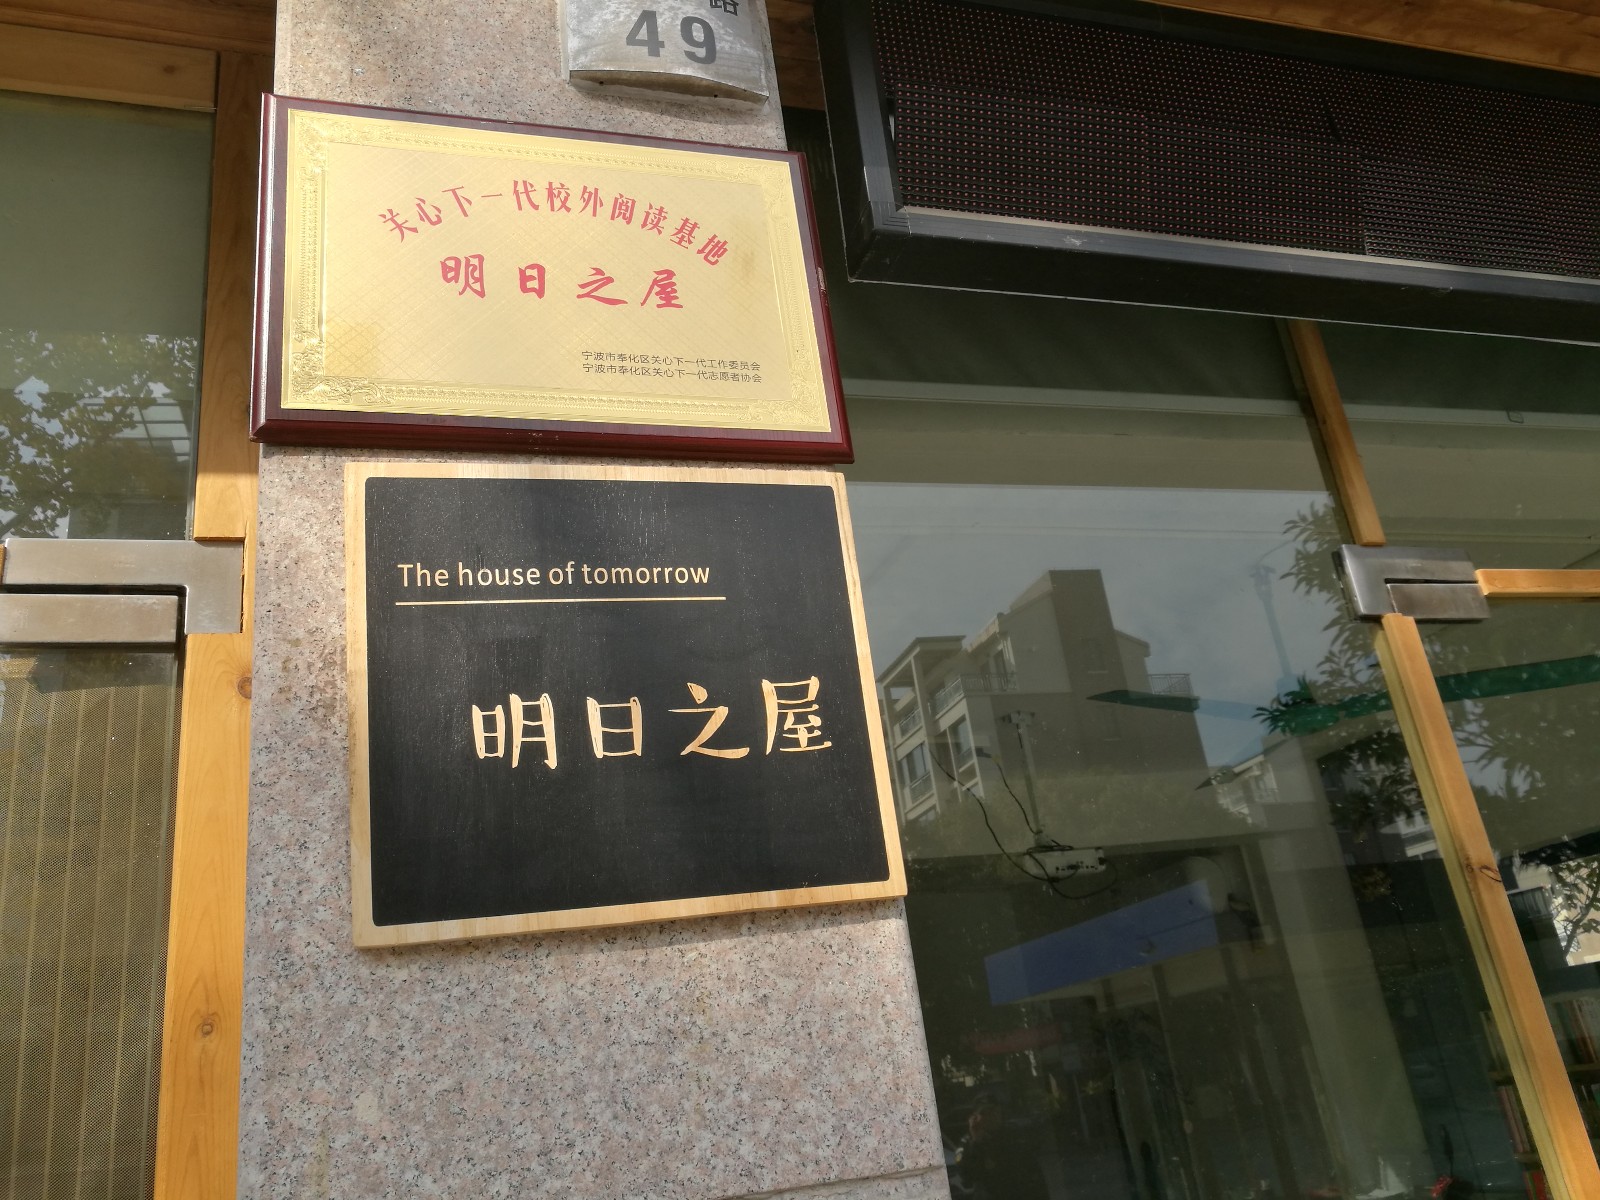 路
49
关心下一代校外阅读基地
明日之屋
宁波市奉化区关心下一代工作委员会
宁波市奉化区关心下一代志愿者协会
The house of tomorrow
明日之屋